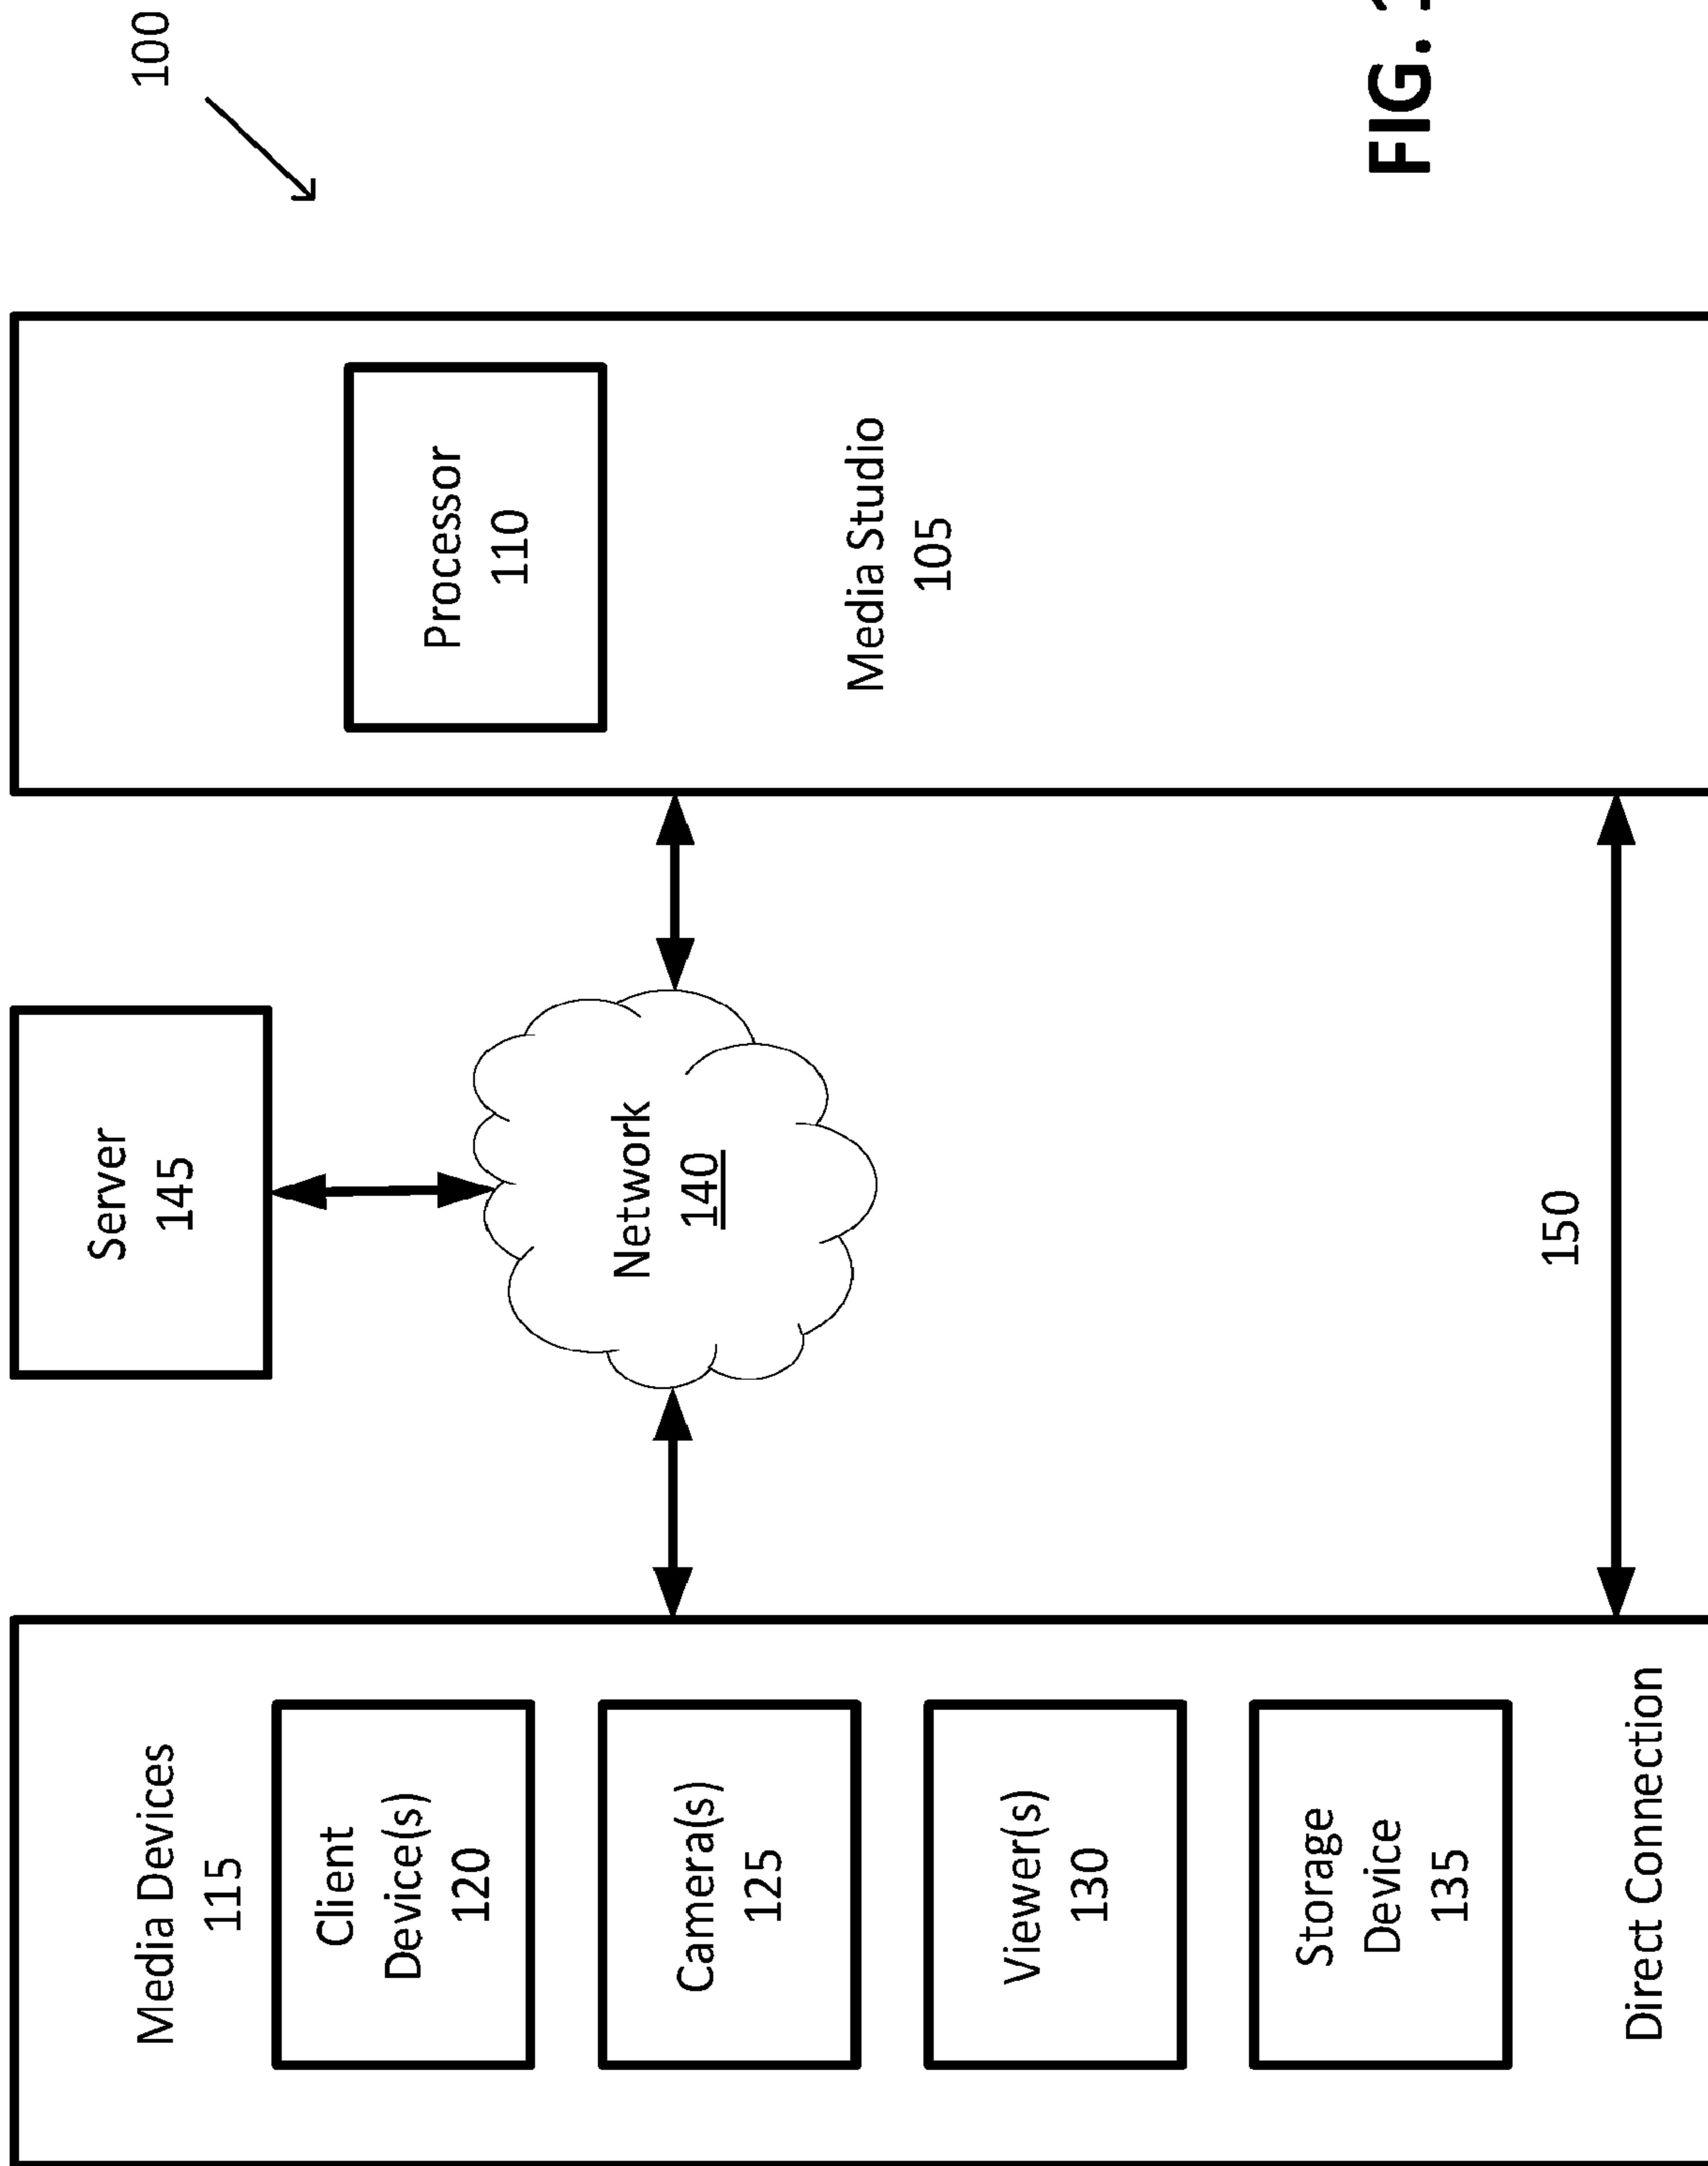 100
Media Devices
115
Client
Device(s)
120
Camera(s)
125
Viewer(s)
130
Storage
Device
135
Direct Connection
Server
145
Network
140
150
Processor
110
Media Studio
105
FIG.